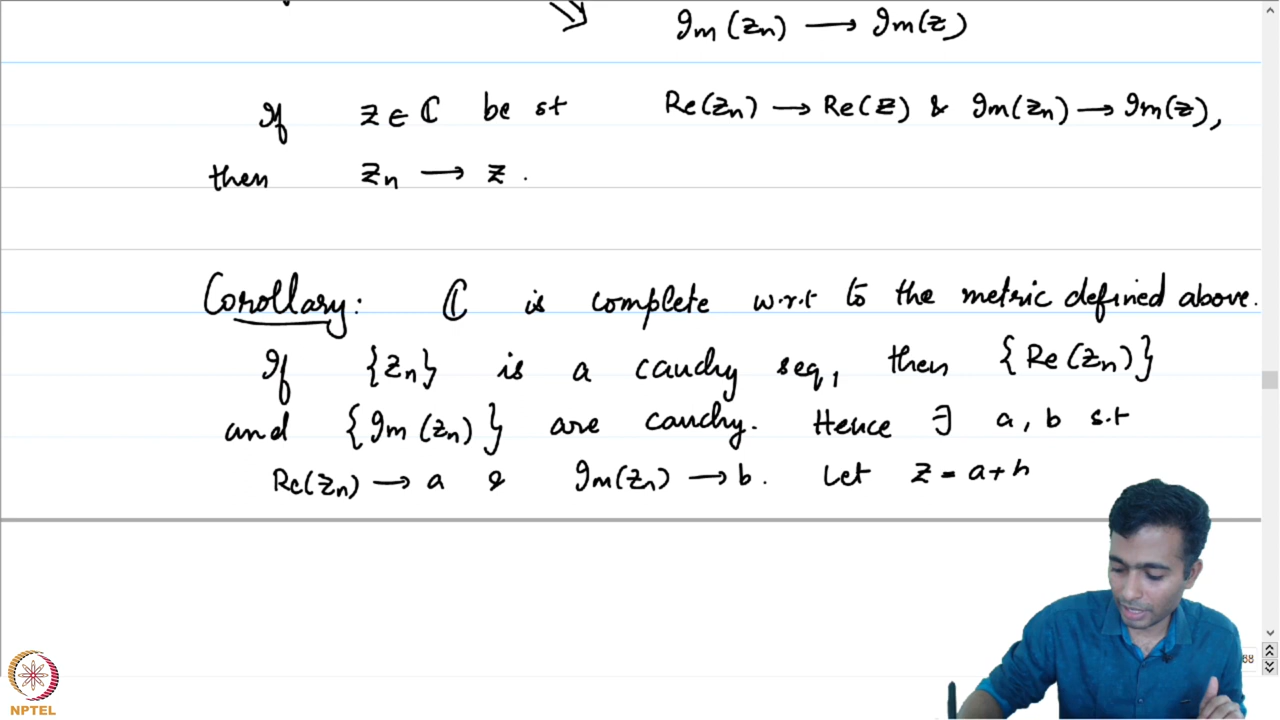 Im (zn) ⟶ Im(z)
If z ∈ ℂ be st Re(zn) ⟶ Re(z) & Im(zn) ⟶ Im(z),
then zn ⟶ z .
Corollary: ℂ is complete w.r.t to the metric defined above.
If {zn} is a cauchy seq, then {Re(zn)}
and {Im (zn)} are cauchy. Hence ∃ a, b s.t
Re(zn) ⟶ a & Im(zn) ⟶ b. Let z = a+
68
NPTEL